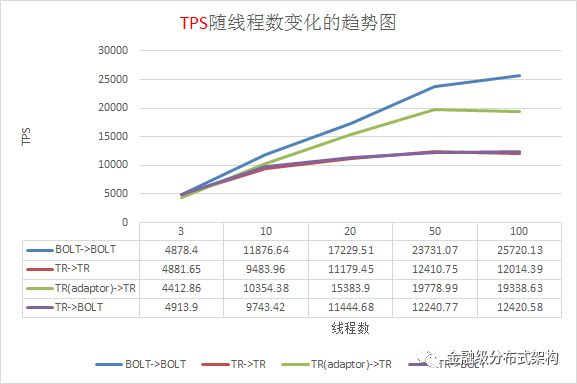 TPS随线程数变化的趋势图
30000
25000
20000
15000
10000
5000
0
TPS
3 10 20 50 100
BOLT->BOLT 4878.4 11876.64 17229.51 23731.07 25720.13
TR->TR 4881.65 9483.96 11179.45 12410.75 12014.39
TR(adaptor)->TR 4412.86 10354.38 15383.9 19778.99 19338.63
TR->BOLT 4913.9 9743.42 11444.68 12240.77 12420.58
线程数
BOLT->BOLT TR->TR TR(adaptor)->TR TR->BOLT
金融级分布式架构